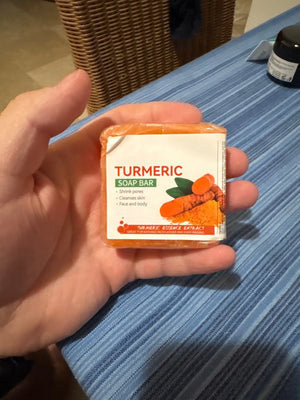 TURMERIC
SOAP BAR
• Shrink pores
• Cleanses skin
• Face and body
TURMERIC ESSENCE EXTRACT